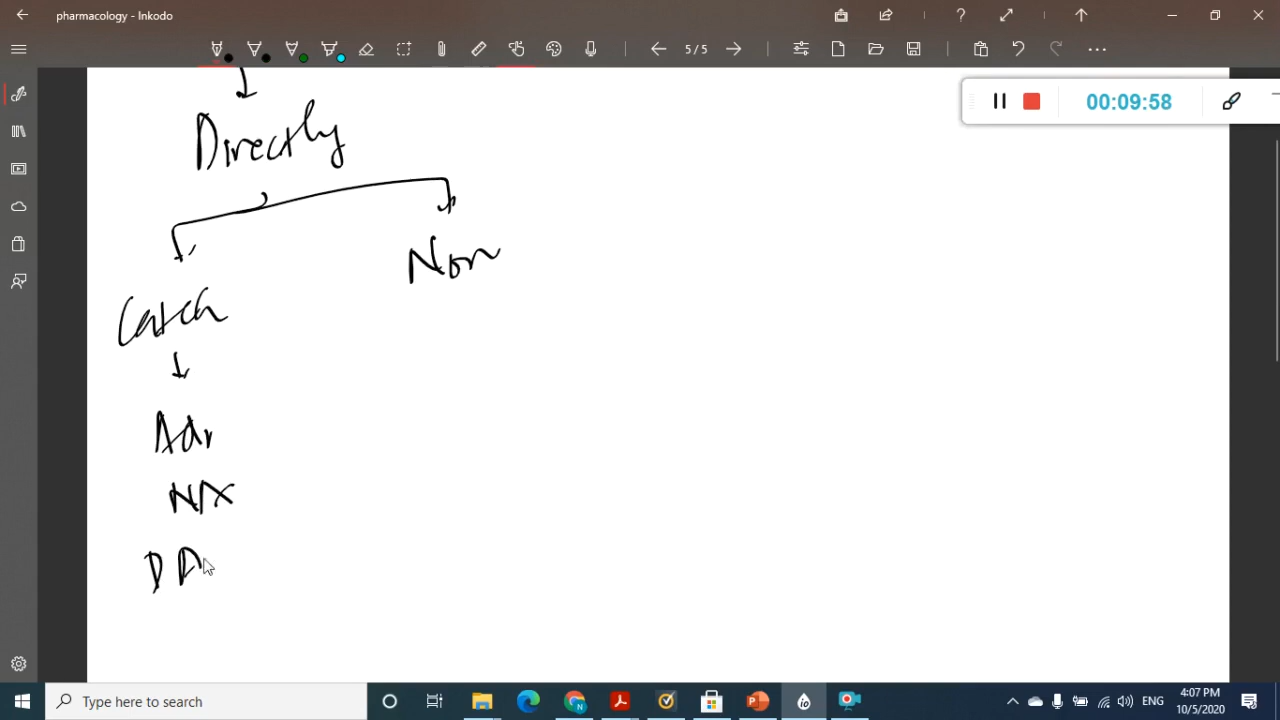 pharmacology - Inkodo
5/5
00:09:58
Directly
Catch
Non
Adr
N/X
DA
Type here to search
ENG
4:07 PM
10/5/2020